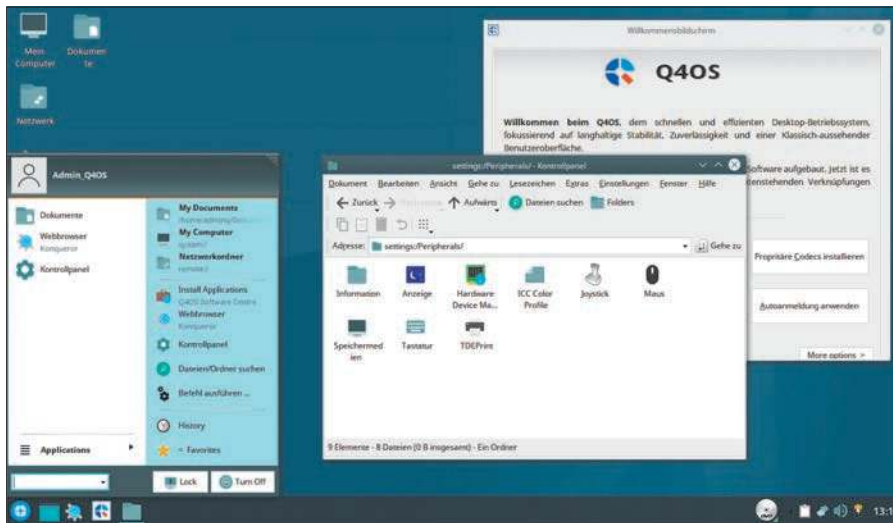 Mein
Computer
Dokumen
te
Netzwerk
Willkommensbildschirm
Q4OS
Willkommen beim Q4OS, dem schnellen und effizienten Desktop-Betriebssystem,
fokussierend auf langhaltige Stabilität, Zuverlässigkeit und einer Klassisch-aussehender
Benutzeroberfläche.
Software aufgebaut. Jetzt ist es
enstehenden Verknüpfungen
Propritäre Codecs installieren
Autoanmeldung anwenden
More options >
Admin_Q4OS
Dokumente
Webbrowser
Konqueror
Kontrollpanel
Applications
My Documents
My Computer
system:/
Netzwerkordner
remote:/
Install Applications
Q4OS Software Centre
Webbrowser
Konqueror
Kontrollpanel
Dateien/Ordner suchen
Befehl ausführen ...
History
Favorites
Lock
Turn Off
settings:/Peripherals/ - Kontrollpanel
Dokument Bearbeiten Ansicht Gehe zu Lesezeichen Extras Einstellungen Fenster Hilfe
Zurück Aufwärts Dateien suchen Folders
Adresse: settings:/Peripherals/ Gehe zu
Information Anzeige Hardware ICC Color Joystick Maus
Device Ma... Profile
Speichermed Tastatur TDEPrint
ien
9 Elemente - 8 Dateien (0 B insgesamt) - Ein Ordner